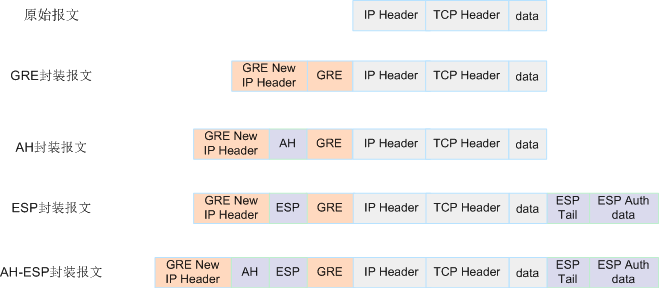 原始报文 IP Header TCP Header data
GRE封装报文 GRE New IP Header GRE IP Header TCP Header data
AH封装报文 GRE New IP Header AH GRE IP Header TCP Header data
ESP封装报文 GRE New IP Header ESP GRE IP Header TCP Header data ESP Tail ESP Auth data
AH-ESP封装报文 GRE New IP Header AH ESP GRE IP Header TCP Header data ESP Tail ESP Auth data